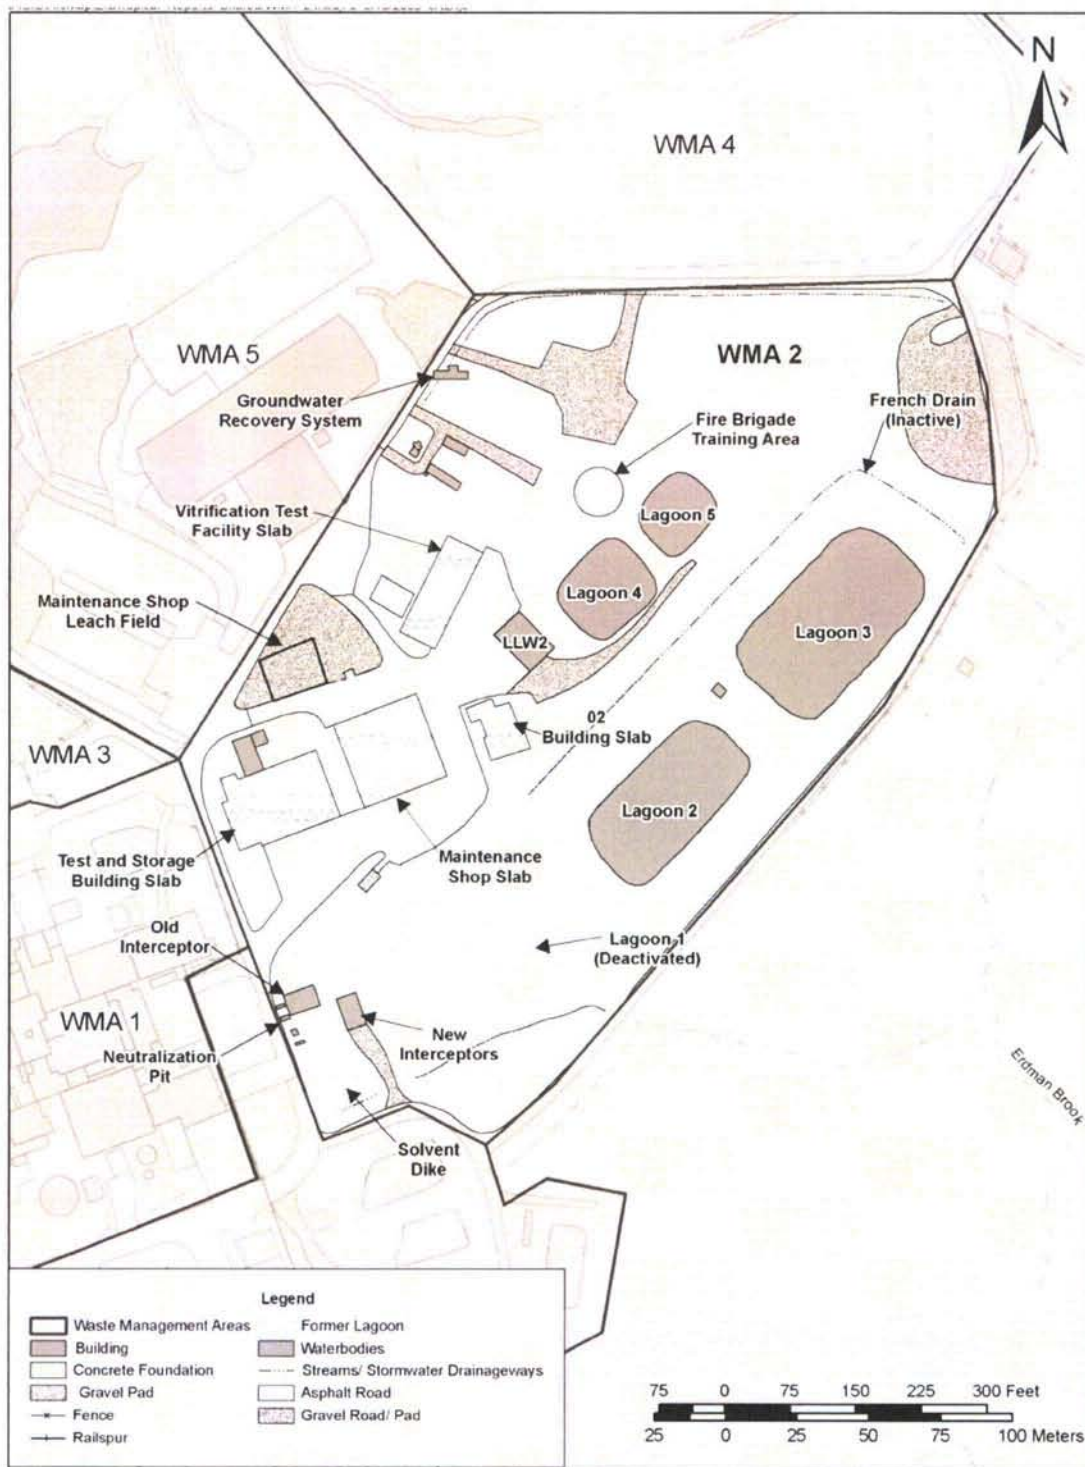 N
WMA 4
WMA 5
WMA 2
Groundwater
Recovery System
French Drain
(Inactive)
Fire Brigade
Training Area
Vitrification Test
Facility Slab
Lagoon 5
Maintenance Shop
Leach Field
Lagoon 4
Lagoon 3
LLW2
02
Building Slab
WMA 3
Lagoon 2
Test and Storage
Building Slab
Maintenance
Shop Slab
Old
Interceptor
Lagoon 1
(Deactivated)
WMA 1
New
Interceptors
Neutralization
Pit
Erdman Brook
Solvent
Dike
Legend
Waste Management Areas
Former Lagoon
Building
Waterbodies
Concrete Foundation
Streams/ Stormwater Drainageways
Gravel Pad
Asphalt Road
Fence
Gravel Road/ Pad
Railspur
75 0 75 150 225 300 Feet
25 0 25 50 75 100 Meters